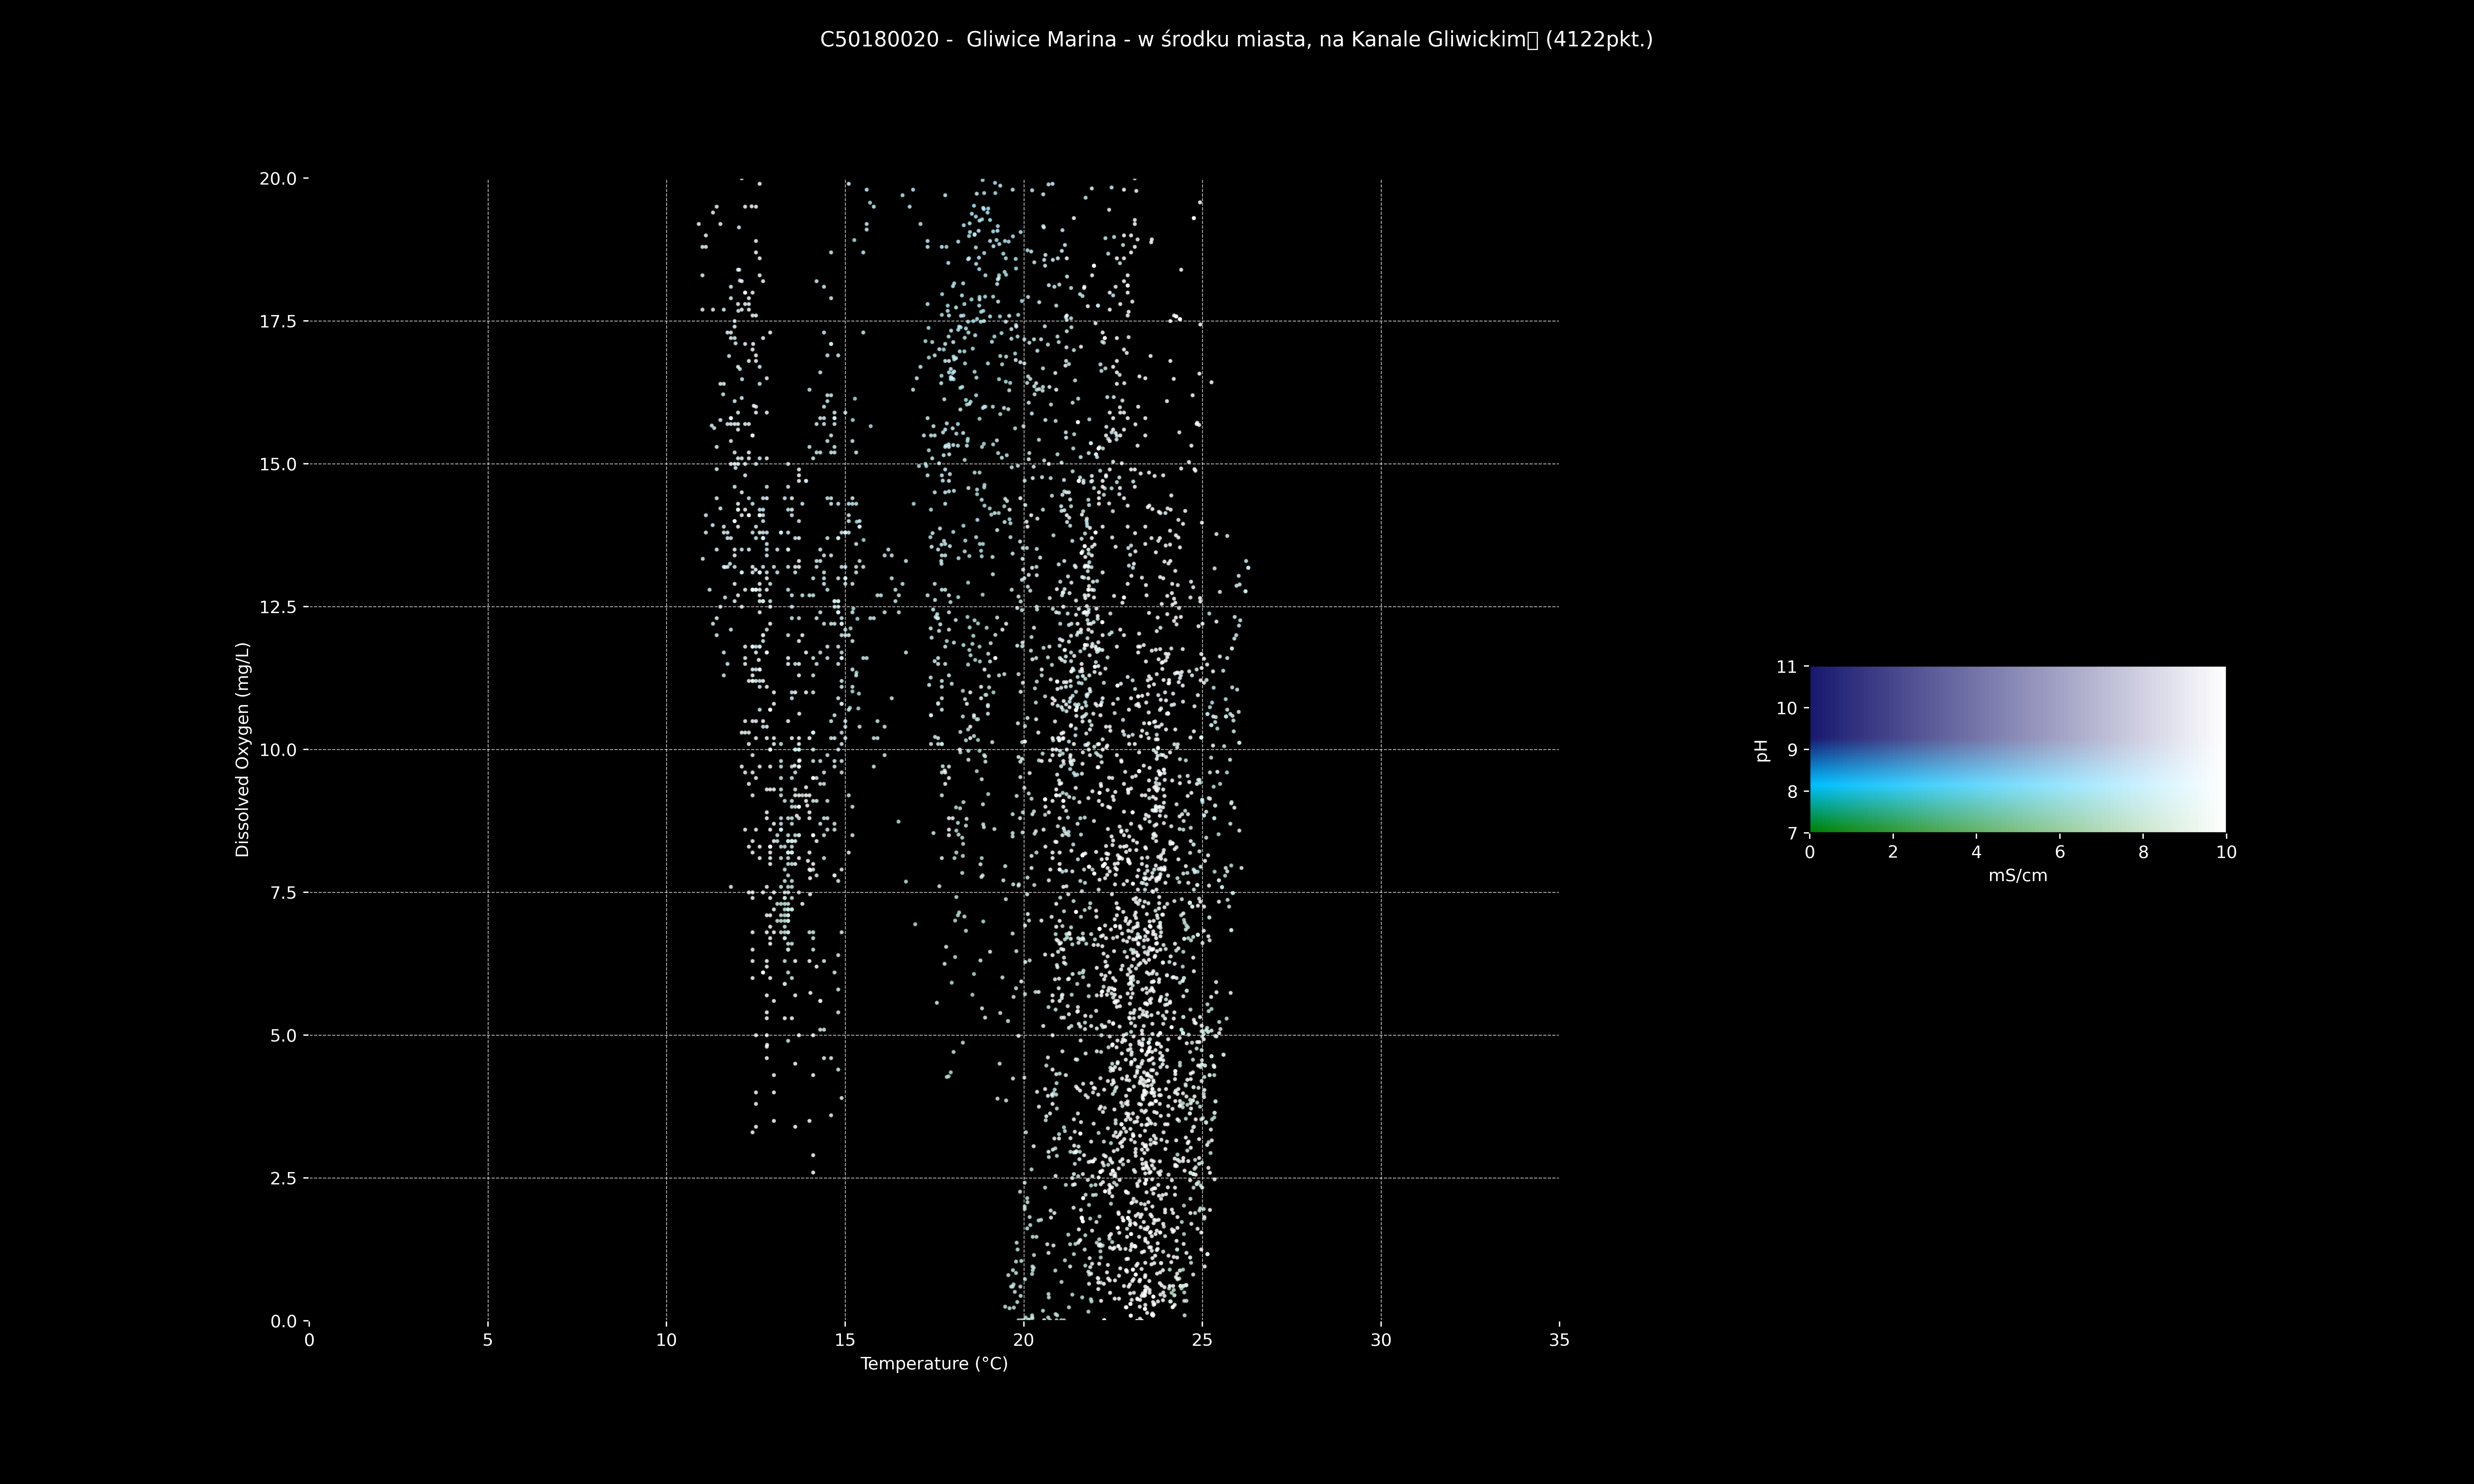 C50180020 -  Gliwice Marina - w środku miasta, na Kanale Gliwickim▯ (4122pkt.)
20.0
17.5
15.0
12.5
10.0
7.5
5.0
2.5
0.0
Dissolved Oxygen (mg/L)
0 5 10 15 20 25 30 35
Temperature (°C)
11
10
9
8
7
pH
0 2 4 6 8 10
mS/cm